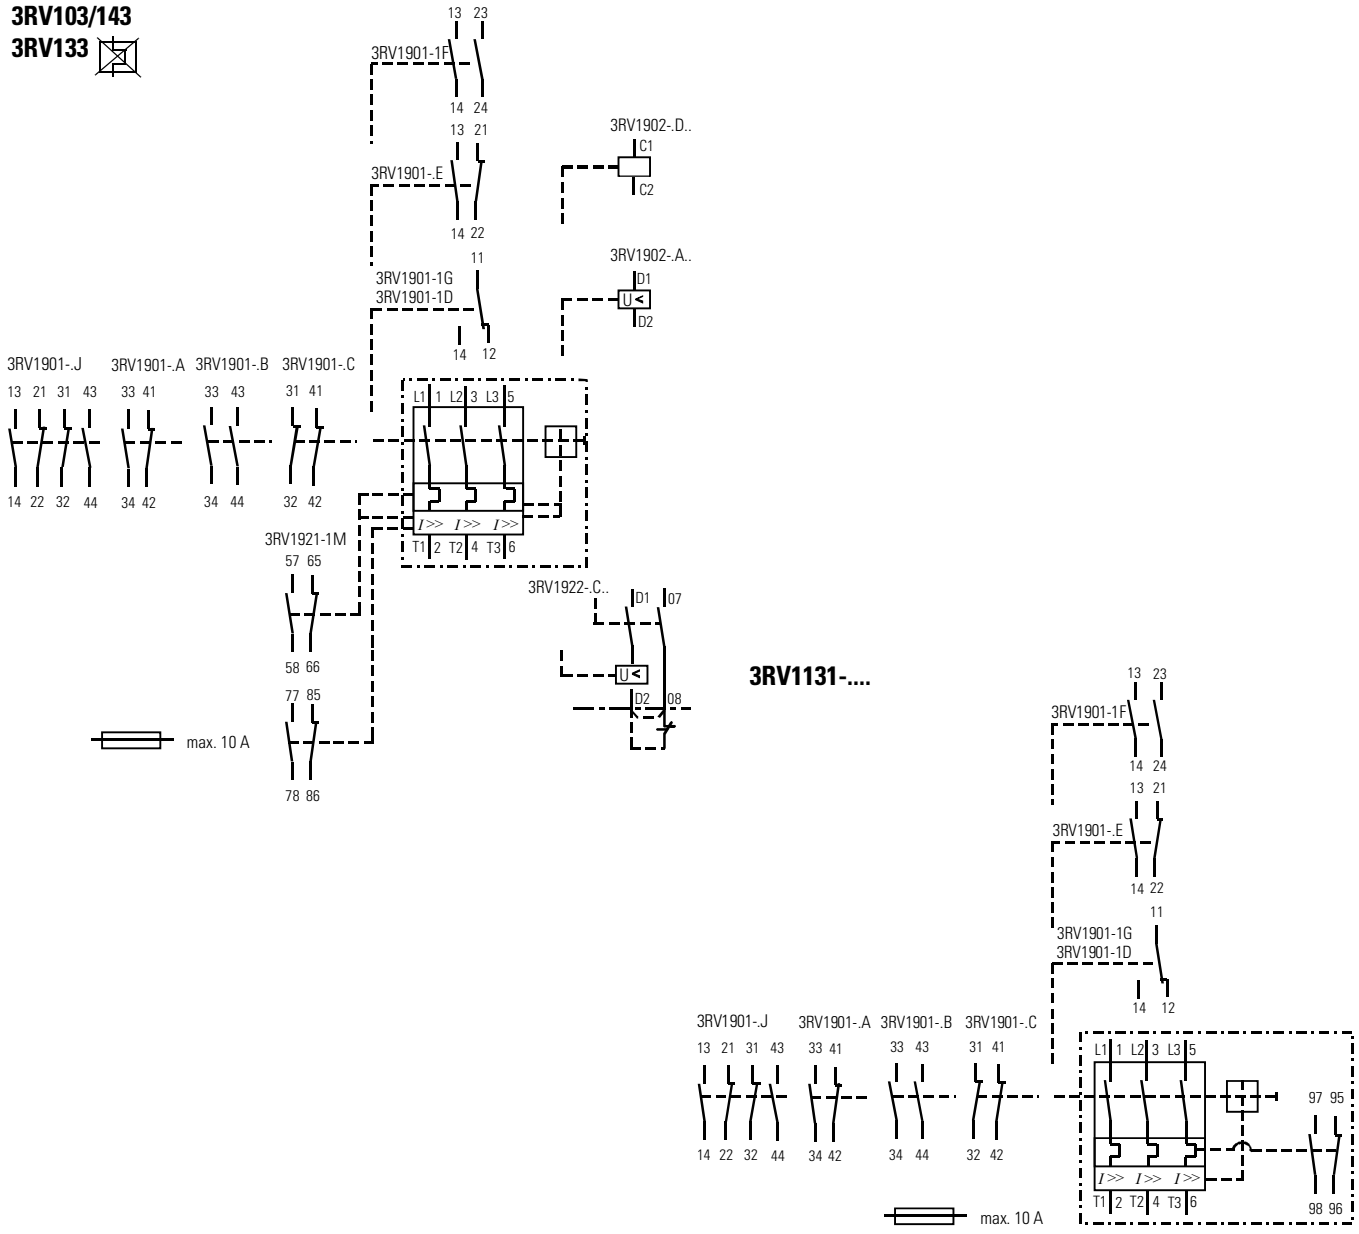 3RV103/143
3RV133
13 23
3RV1901-1F
14 24
13 21
3RV1901-.E
14 22
11
3RV1901-1G
3RV1901-1D
14 12
3RV1902-.D..
C1
C2
3RV1902-.A..
D1
U<
D2
3RV1901-.J 3RV1901-.A 3RV1901-.B 3RV1901-.C
13 21 31 43 33 41 33 43 31 41
14 22 32 44 34 42 34 44 32 42
L1 1 L2 3 L3 5
I>> I>> I>>
T1 2 T2 4 T3 6
3RV1921-1M
57 65
58 66
77 85
78 86
max. 10 A
3RV1922-.C..
D1 07
U<
D2 08
3RV1131-....
13 23
3RV1901-1F
14 24
13 21
3RV1901-.E
14 22
11
3RV1901-1G
3RV1901-1D
14 12
3RV1901-.J 3RV1901-.A 3RV1901-.B 3RV1901-.C
13 21 31 43 33 41 33 43 31 41
14 22 32 44 34 42 34 44 32 42
L1 1 L2 3 L3 5
97 95
I>> I>> I>>
T1 2 T2 4 T3 6
98 96
max. 10 A